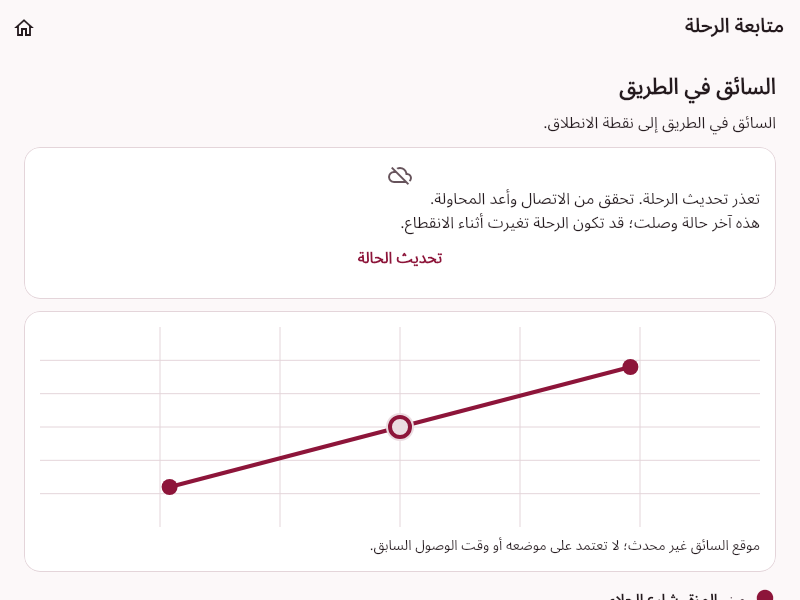 متابعة الرحلة
السائق في الطريق
السائق في الطريق إلى نقطة الانطلاق.
تعذر تحديث الرحلة. تحقق من الاتصال وأعد المحاولة.
هذه آخر حالة وصلت؛ قد تكون الرحلة تغيرت أثناء الانقطاع.
تحديث الحالة
موقع السائق غير محدث؛ لا تعتمد على موضعه أو وقت الوصول السابق.